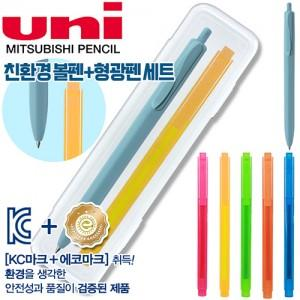 uni
MITSUBISHI PENCIL
친환경 볼펜+형광펜 세트
KC + e
[KC마크+에코마크] 취득!
환경을 생각한
안전성과 품질이 검증된 제품